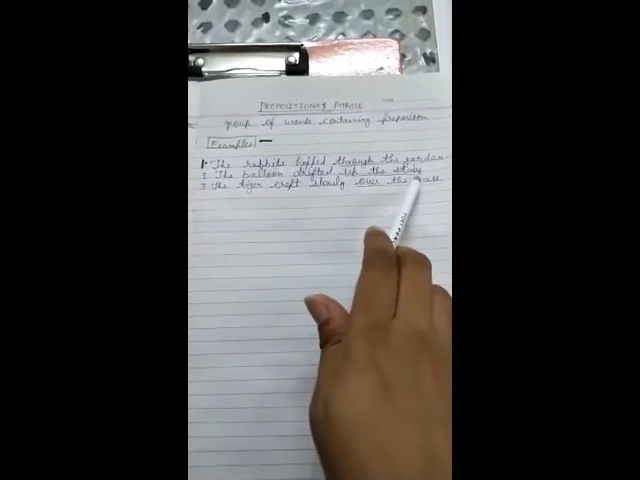 PREPOSITIONAL PHRASE
group of words containing preposition
Examples
1. The rabbits hopped through the garden
2. The balloon drifted up the stairs
3. The tiger crept slowly over the